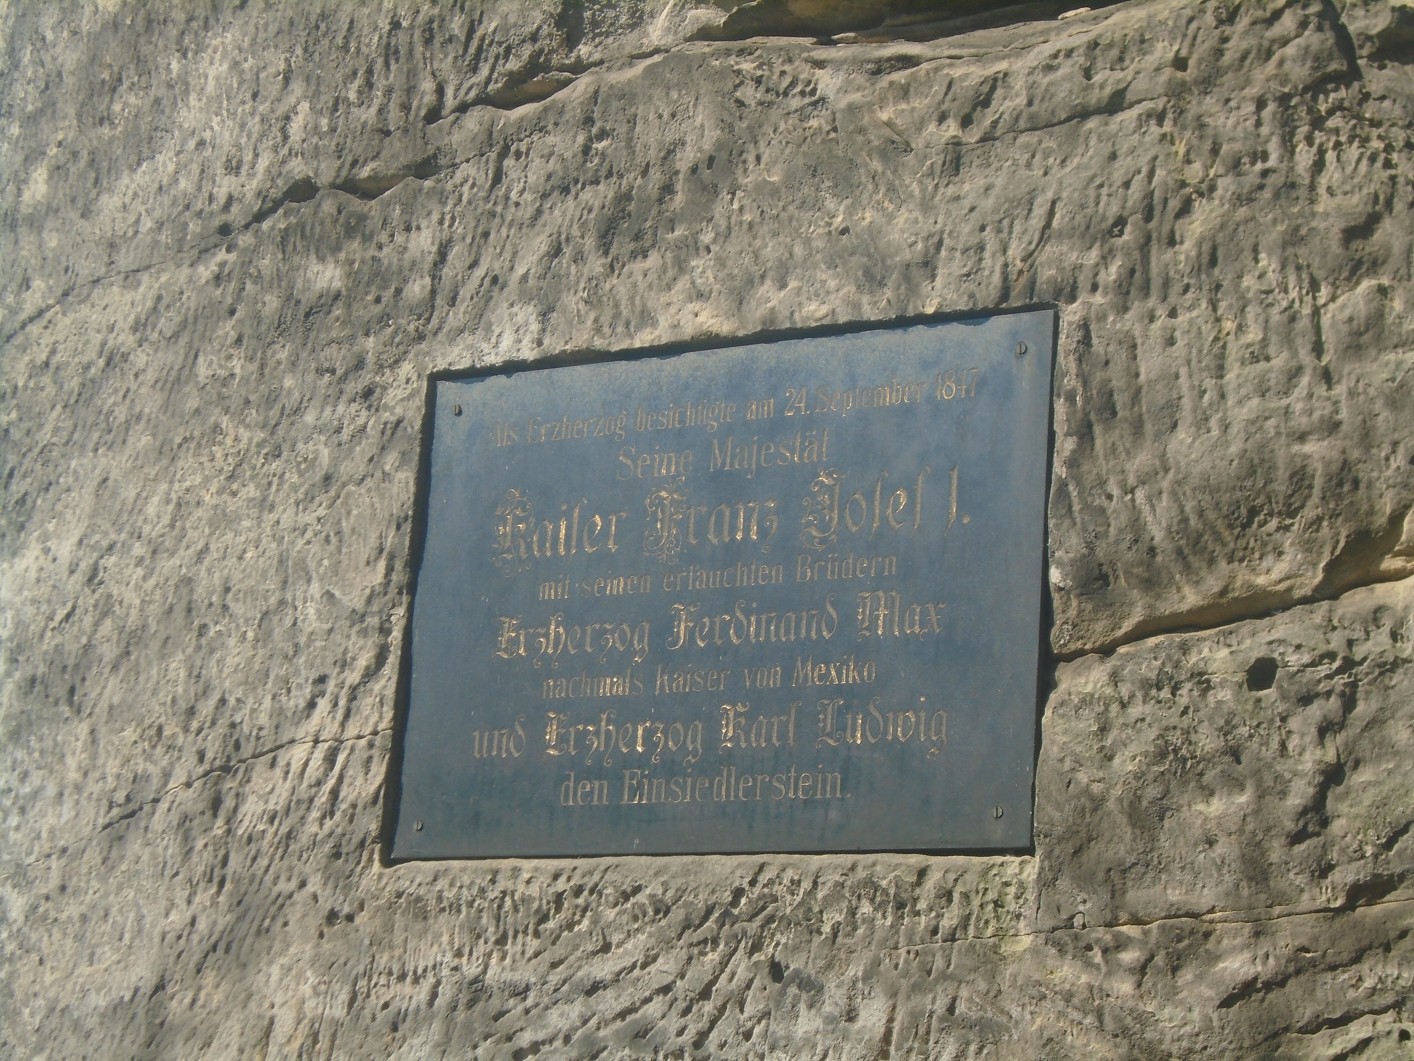 Als Erzherzog besichtigte am 24. September 1847
Seine Majestät
Kaiſer Franz Joſef I.
mit seinen erlauchten Brüdern
Erzherzog Ferdinand Max
nachmals Kaiser von Mexiko
und Erzherzog Karl Ludwig
den Einsiedlerstein.